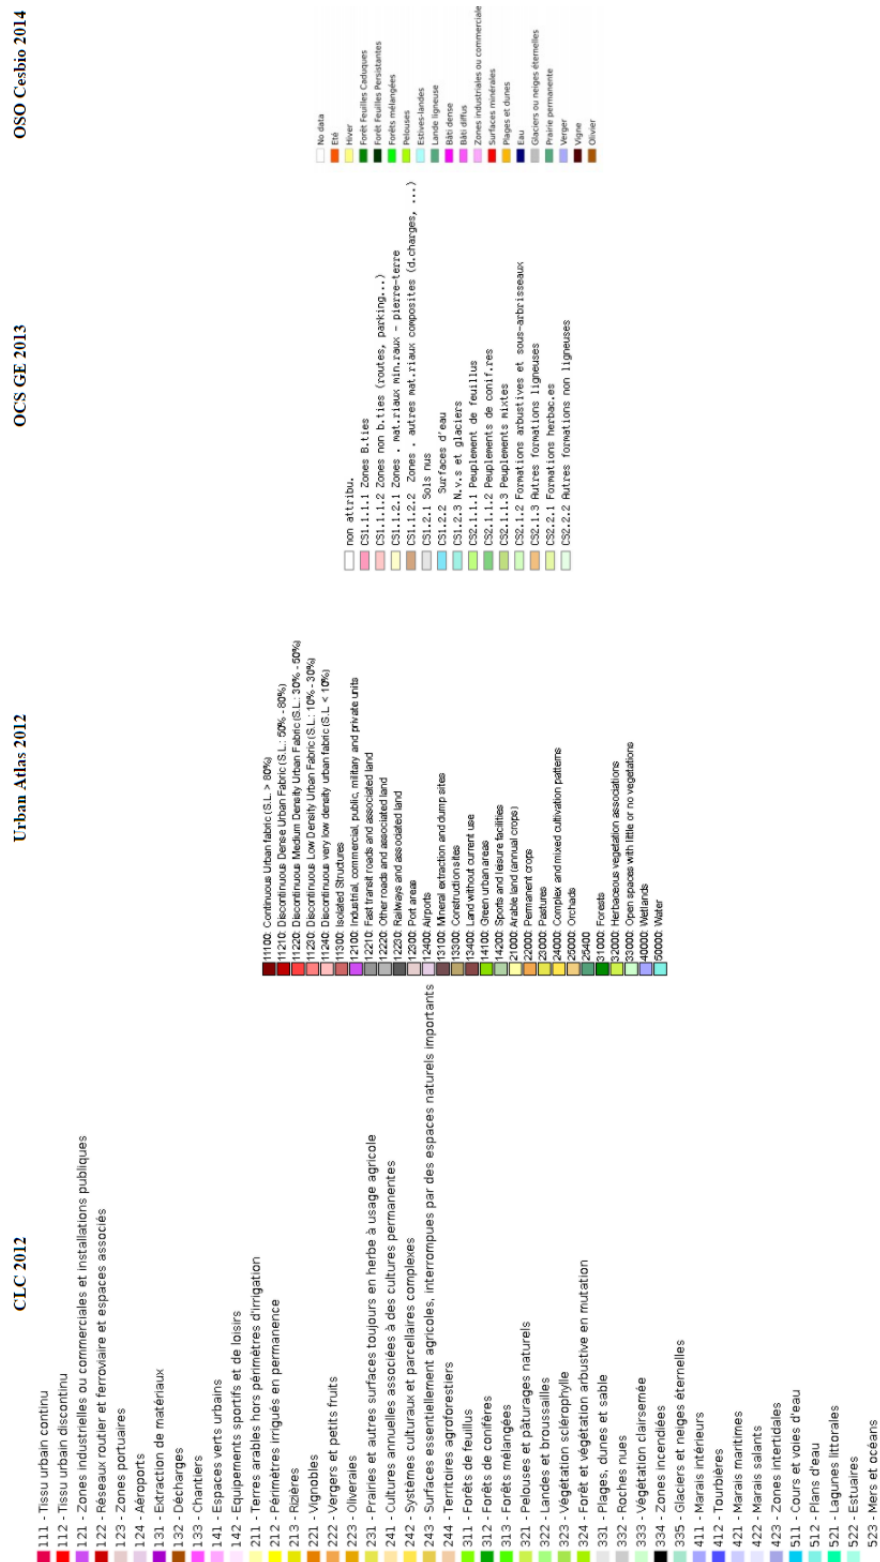 CLC 2012
111 - Tissu urbain continu
112 - Tissu urbain discontinu
121 - Zones industrielles ou commerciales et installations publiques
122 - Réseaux routier et ferroviaire et espaces associés
123 - Zones portuaires
124 - Aéroports
131 - Extraction de matériaux
132 - Décharges
133 - Chantiers
141 - Espaces verts urbains
142 - Equipements sportifs et de loisirs
211 - Terres arables hors périmètres d'irrigation
212 - Périmètres irrigués en permanence
213 - Rizières
221 - Vignobles
222 - Vergers et petits fruits
223 - Oliveraies
231 - Prairies et autres surfaces toujours en herbe à usage agricole
241 - Cultures annuelles associées à des cultures permanentes
242 - Systèmes culturaux et parcellaires complexes
243 - Surfaces essentiellement agricoles, interrompues par des espaces naturels importants
244 - Territoires agroforestiers
311 - Forêts de feuillus
312 - Forêts de conifères
313 - Forêts mélangées
321 - Pelouses et pâturages naturels
322 - Landes et broussailles
323 - Végétation sclérophylle
324 - Forêt et végétation arbustive en mutation
331 - Plages, dunes et sable
332 - Roches nues
333 - Végétation clairsemée
334 - Zones incendiées
335 - Glaciers et neiges éternelles
411 - Marais intérieurs
412 - Tourbières
421 - Marais maritimes
422 - Marais salants
423 - Zones intertidales
511 - Cours et voies d'eau
512 - Plans d'eau
521 - Lagunes littorales
522 - Estuaires
523 - Mers et océans
Urban Atlas 2012
11100: Continuous Urban fabric (S.L. > 80%)
11210: Discontinuous Dense Urban Fabric (S.L.: 50% - 80%)
11220: Discontinuous Medium Density Urban Fabric (S.L.: 30% - 50%)
11230: Discontinuous Low Density Urban Fabric (S.L.: 10% - 30%)
11240: Discontinuous very low density urban fabric (S.L. < 10%)
11300: Isolated Structures
12100: Industrial, commercial, public, military and private units
12210: Fast transit roads and associated land
12220: Other roads and associated land
12230: Railways and associated land
12300: Port areas
12400: Airports
13100: Mineral extraction and dump sites
13300: Construction sites
13400: Land without current use
14100: Green urban areas
14200: Sports and leisure facilities
21000: Arable land (annual crops)
22000: Permanent crops
23000: Pastures
24000: Complex and mixed cultivation patterns
25000: Orchads
25400
31000: Forests
32000: Herbaceous vegetation associations
33000: Open spaces with little or no vegetations
40000: Wetlands
50000: Water
OCS GE 2013
non attribu.
CS1.1.1.1 Zones B.ties
CS1.1.1.2 Zones non b.ties (routes, parking...)
CS1.1.2.1 Zones . mat.riaux min.raux - pierre-terre
CS1.1.2.2 Zones . autres mat.riaux composites (d.charges, ...)
CS1.2.1 Sols nus
CS1.2.2 Surfaces d'eau
CS1.2.3 N.v.s et glaciers
CS2.1.1.1 Peuplement de feuillus
CS2.1.1.2 Peuplements de conif.res
CS2.1.1.3 Peuplements mixtes
CS2.1.2 Formations arbustives et sous-arbrisseaux
CS2.1.3 Autres formations ligneuses
CS2.2.1 Formations herbac.es
CS2.2.2 Autres formations non ligneuses
OSO Cesbio 2014
No data
Eté
Hiver
Forêt Feuilles Caduques
Forêt Feuilles Persistantes
Forêts mélangées
Pelouses
Estives-landes
Lande ligneuse
Bâti dense
Bâti diffus
Zones industriales ou commerciale
Surfaces minérales
Plages et dunes
Eau
Glaciers ou neiges éternelles
Prairie permanente
Verger
Vigne
Olivier